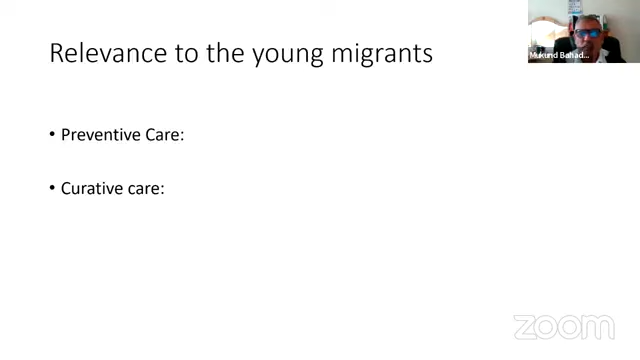 Relevance to the young migrants
Mukund Bahad...
• Preventive Care:
• Curative care:
zoom